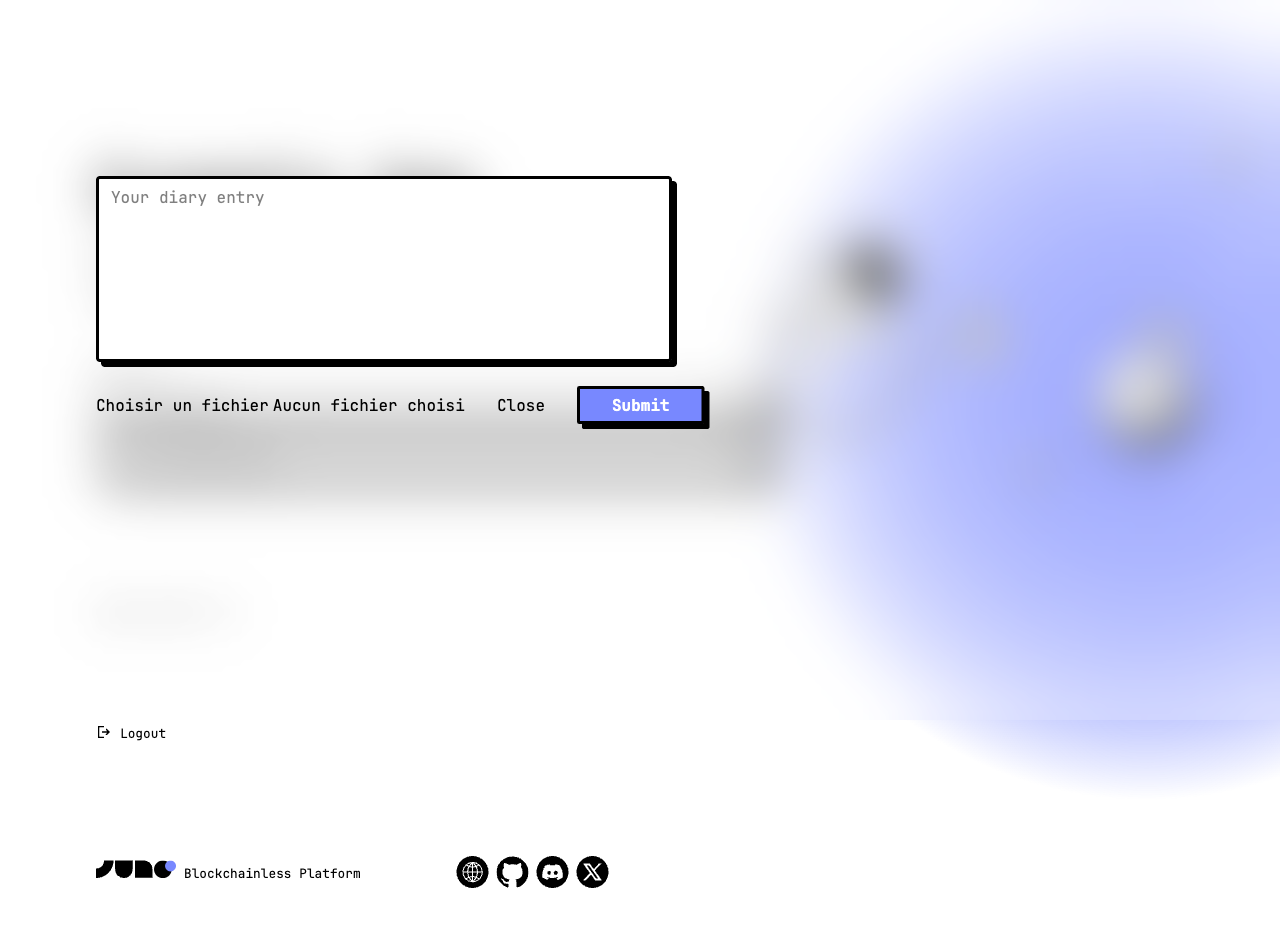 Your diary entry
Choisir un fichier Aucun fichier choisi Close Submit
Logout
JUNO Blockchainless Platform